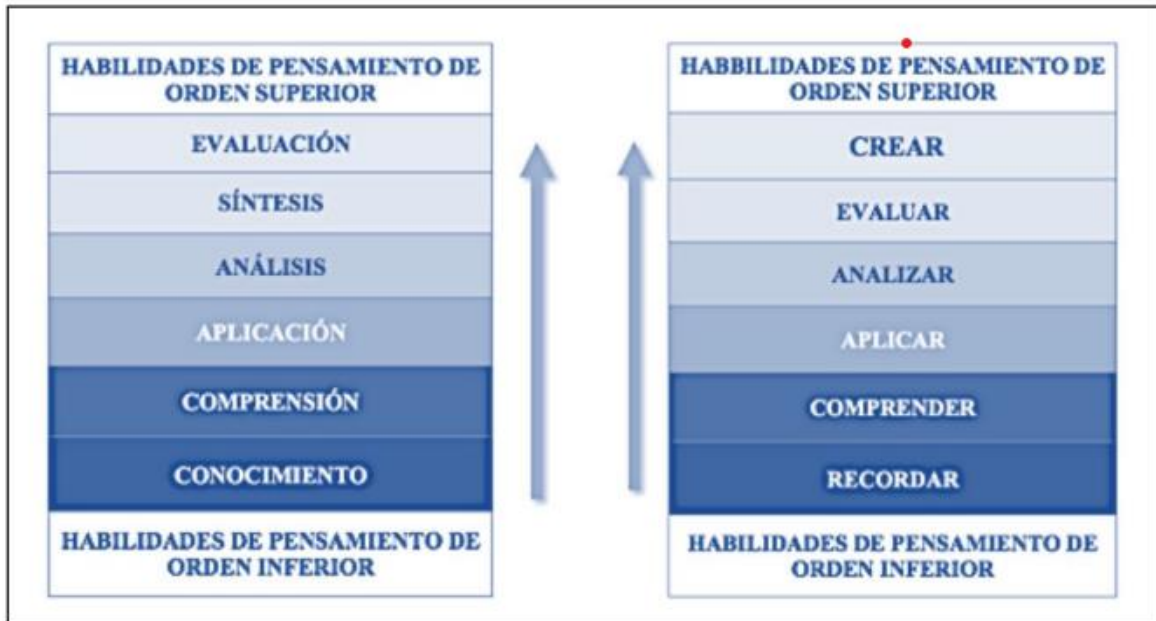 HABILIDADES DE PENSAMIENTO DE
ORDEN SUPERIOR
EVALUACIÓN
SÍNTESIS
ANÁLISIS
APLICACIÓN
COMPRENSIÓN
CONOCIMIENTO
HABILIDADES DE PENSAMIENTO DE
ORDEN INFERIOR
HABBILIDADES DE PENSAMIENTO DE
ORDEN SUPERIOR
CREAR
EVALUAR
ANALIZAR
APLICAR
COMPRENDER
RECORDAR
HABILIDADES DE PENSAMIENTO DE
ORDEN INFERIOR